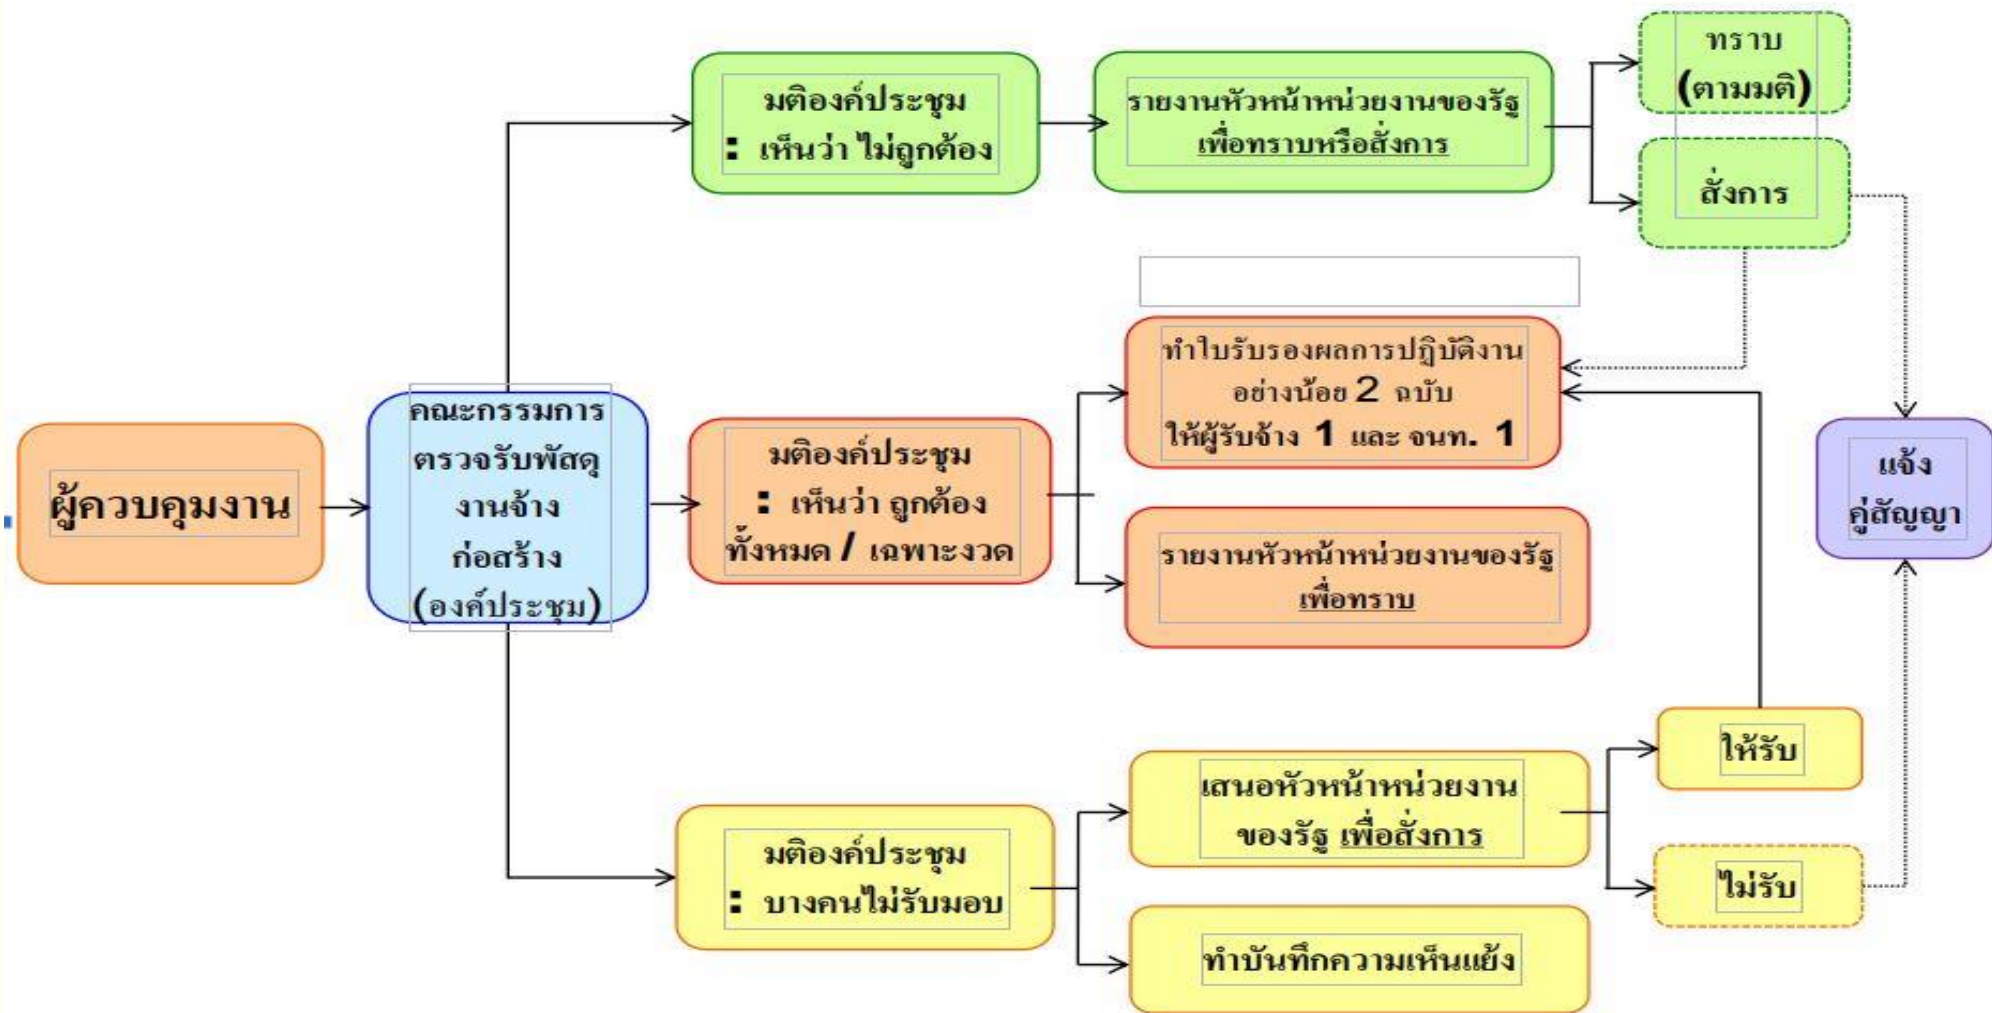 มติองค์ประชุม
: เห็นว่า ไม่ถูกต้อง
รายงานหัวหน้าหน่วยงานของรัฐ
เพื่อทราบหรือสั่งการ
ทราบ
(ตามมติ)
สั่งการ
ผู้ควบคุมงาน
คณะกรรมการ
ตรวจรับพัสดุ
งานจ้าง
ก่อสร้าง
(องค์ประชุม)
มติองค์ประชุม
: เห็นว่า ถูกต้อง
ทั้งหมด / เฉพาะงวด
ทำใบรับรองผลการปฏิบัติงาน
อย่างน้อย 2 ฉบับ
ให้ผู้รับจ้าง 1 และ จนท. 1
รายงานหัวหน้าหน่วยงานของรัฐ
เพื่อทราบ
แจ้ง
คู่สัญญา
มติองค์ประชุม
: บางคนไม่รับมอบ
เสนอหัวหน้าหน่วยงาน
ของรัฐ เพื่อสั่งการ
ทำบันทึกความเห็นแย้ง
ให้รับ
ไม่รับ